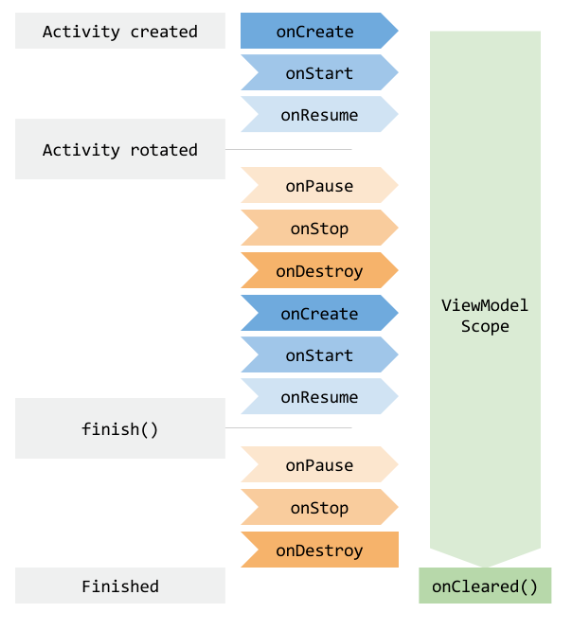 Activity created
onCreate
onStart
onResume
Activity rotated
onPause
onStop
onDestroy
onCreate
onStart
onResume
finish()
onPause
onStop
onDestroy
Finished
ViewModel
Scope
onCleared()